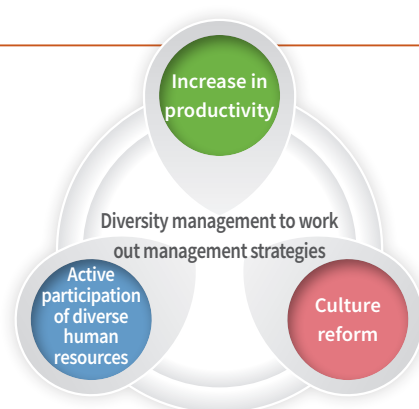 Increase in
productivity
Diversity management to work
out management strategies
Active
participation
of diverse
human
resources
Culture
reform